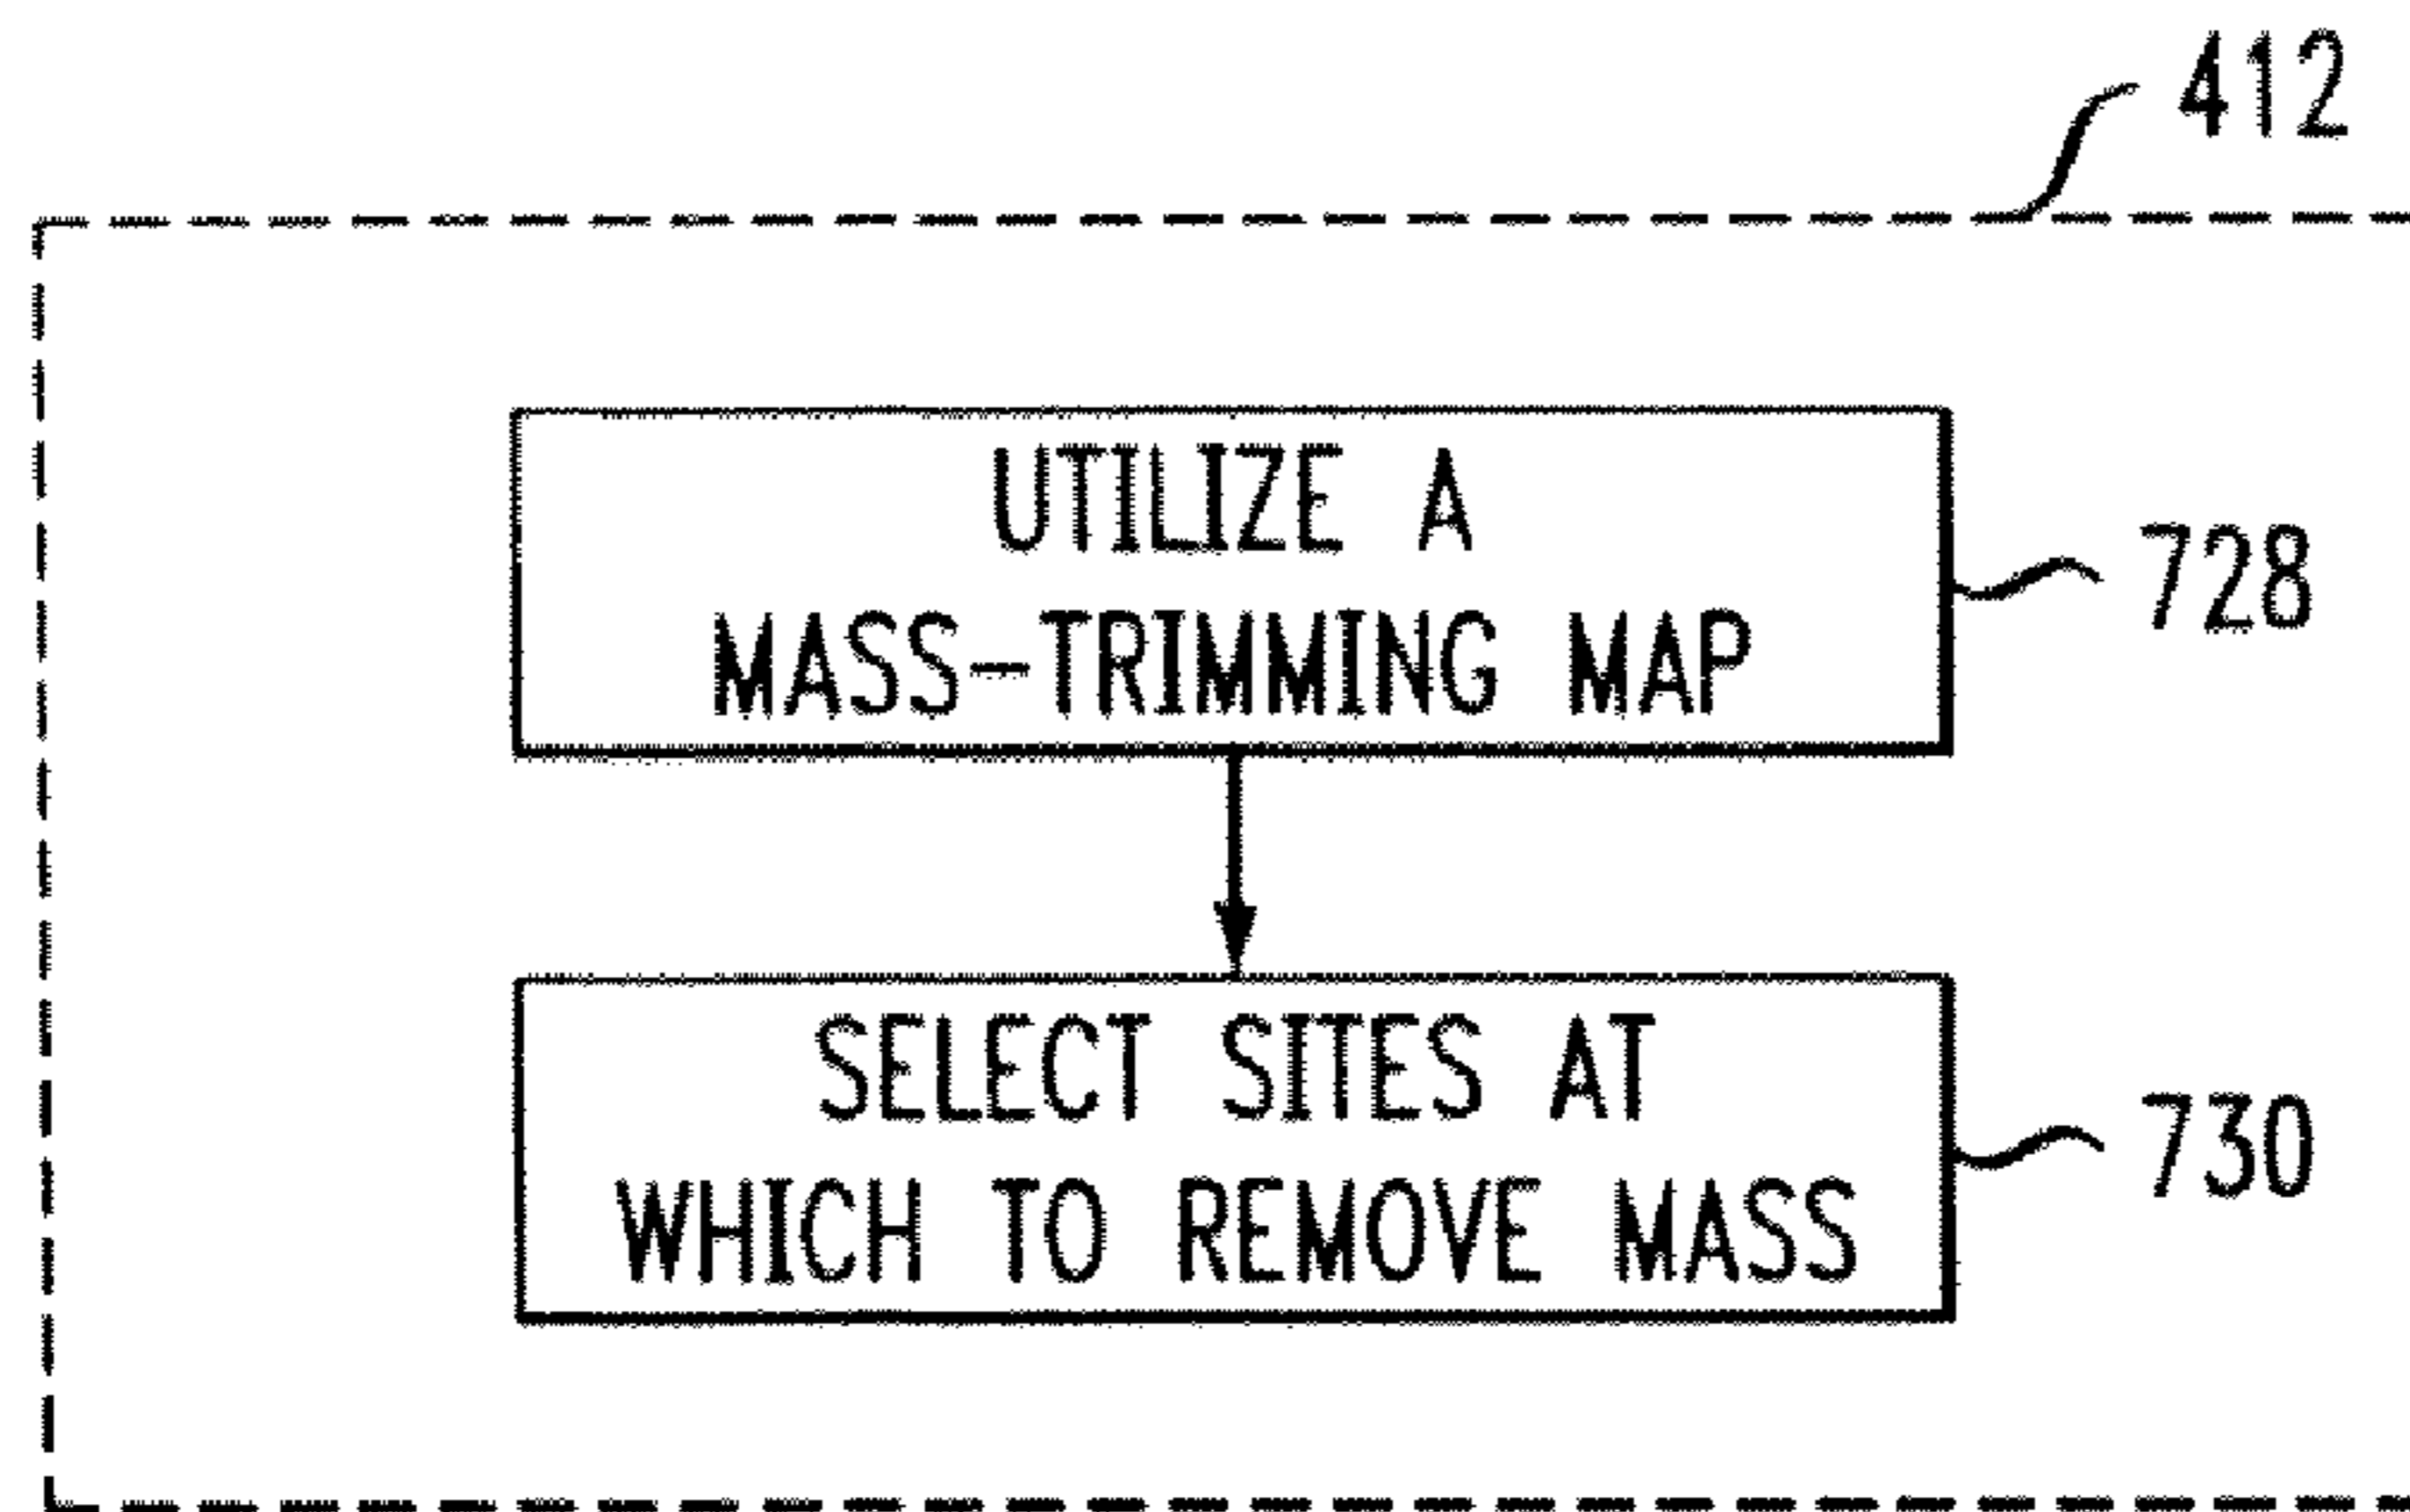 412
UTILIZE A
MASS-TRIMMING MAP
728
SELECT SITES AT
WHICH TO REMOVE MASS
730